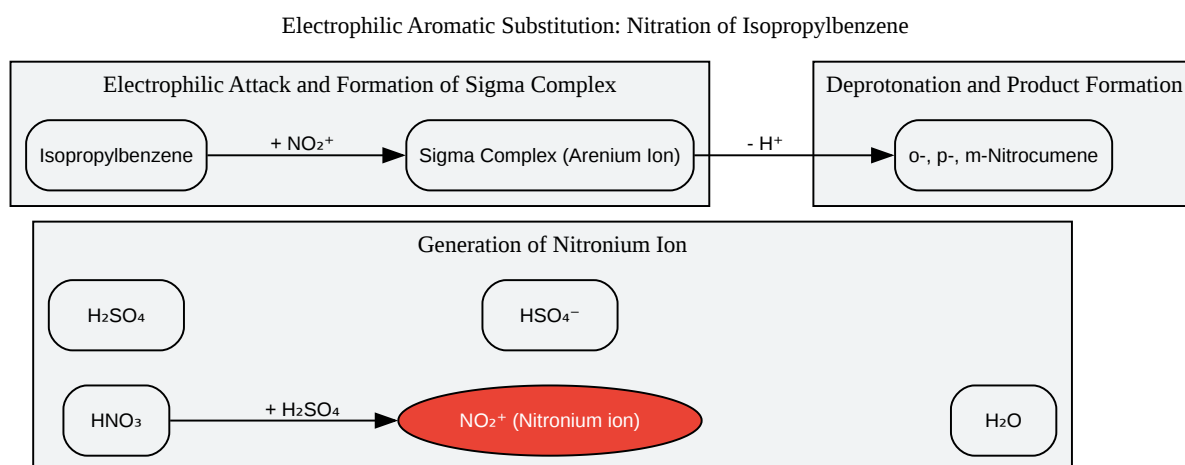 Electrophilic Aromatic Substitution: Nitration of Isopropylbenzene
Electrophilic Attack and Formation of Sigma Complex
Deprotonation and Product Formation
Isopropylbenzene
+ NO₂⁺
Sigma Complex (Arenium Ion)
- H⁺
o-, p-, m-Nitrocumene
Generation of Nitronium Ion
H₂SO₄
HSO₄⁻
HNO₃
+ H₂SO₄
NO₂⁺ (Nitronium ion)
H₂O